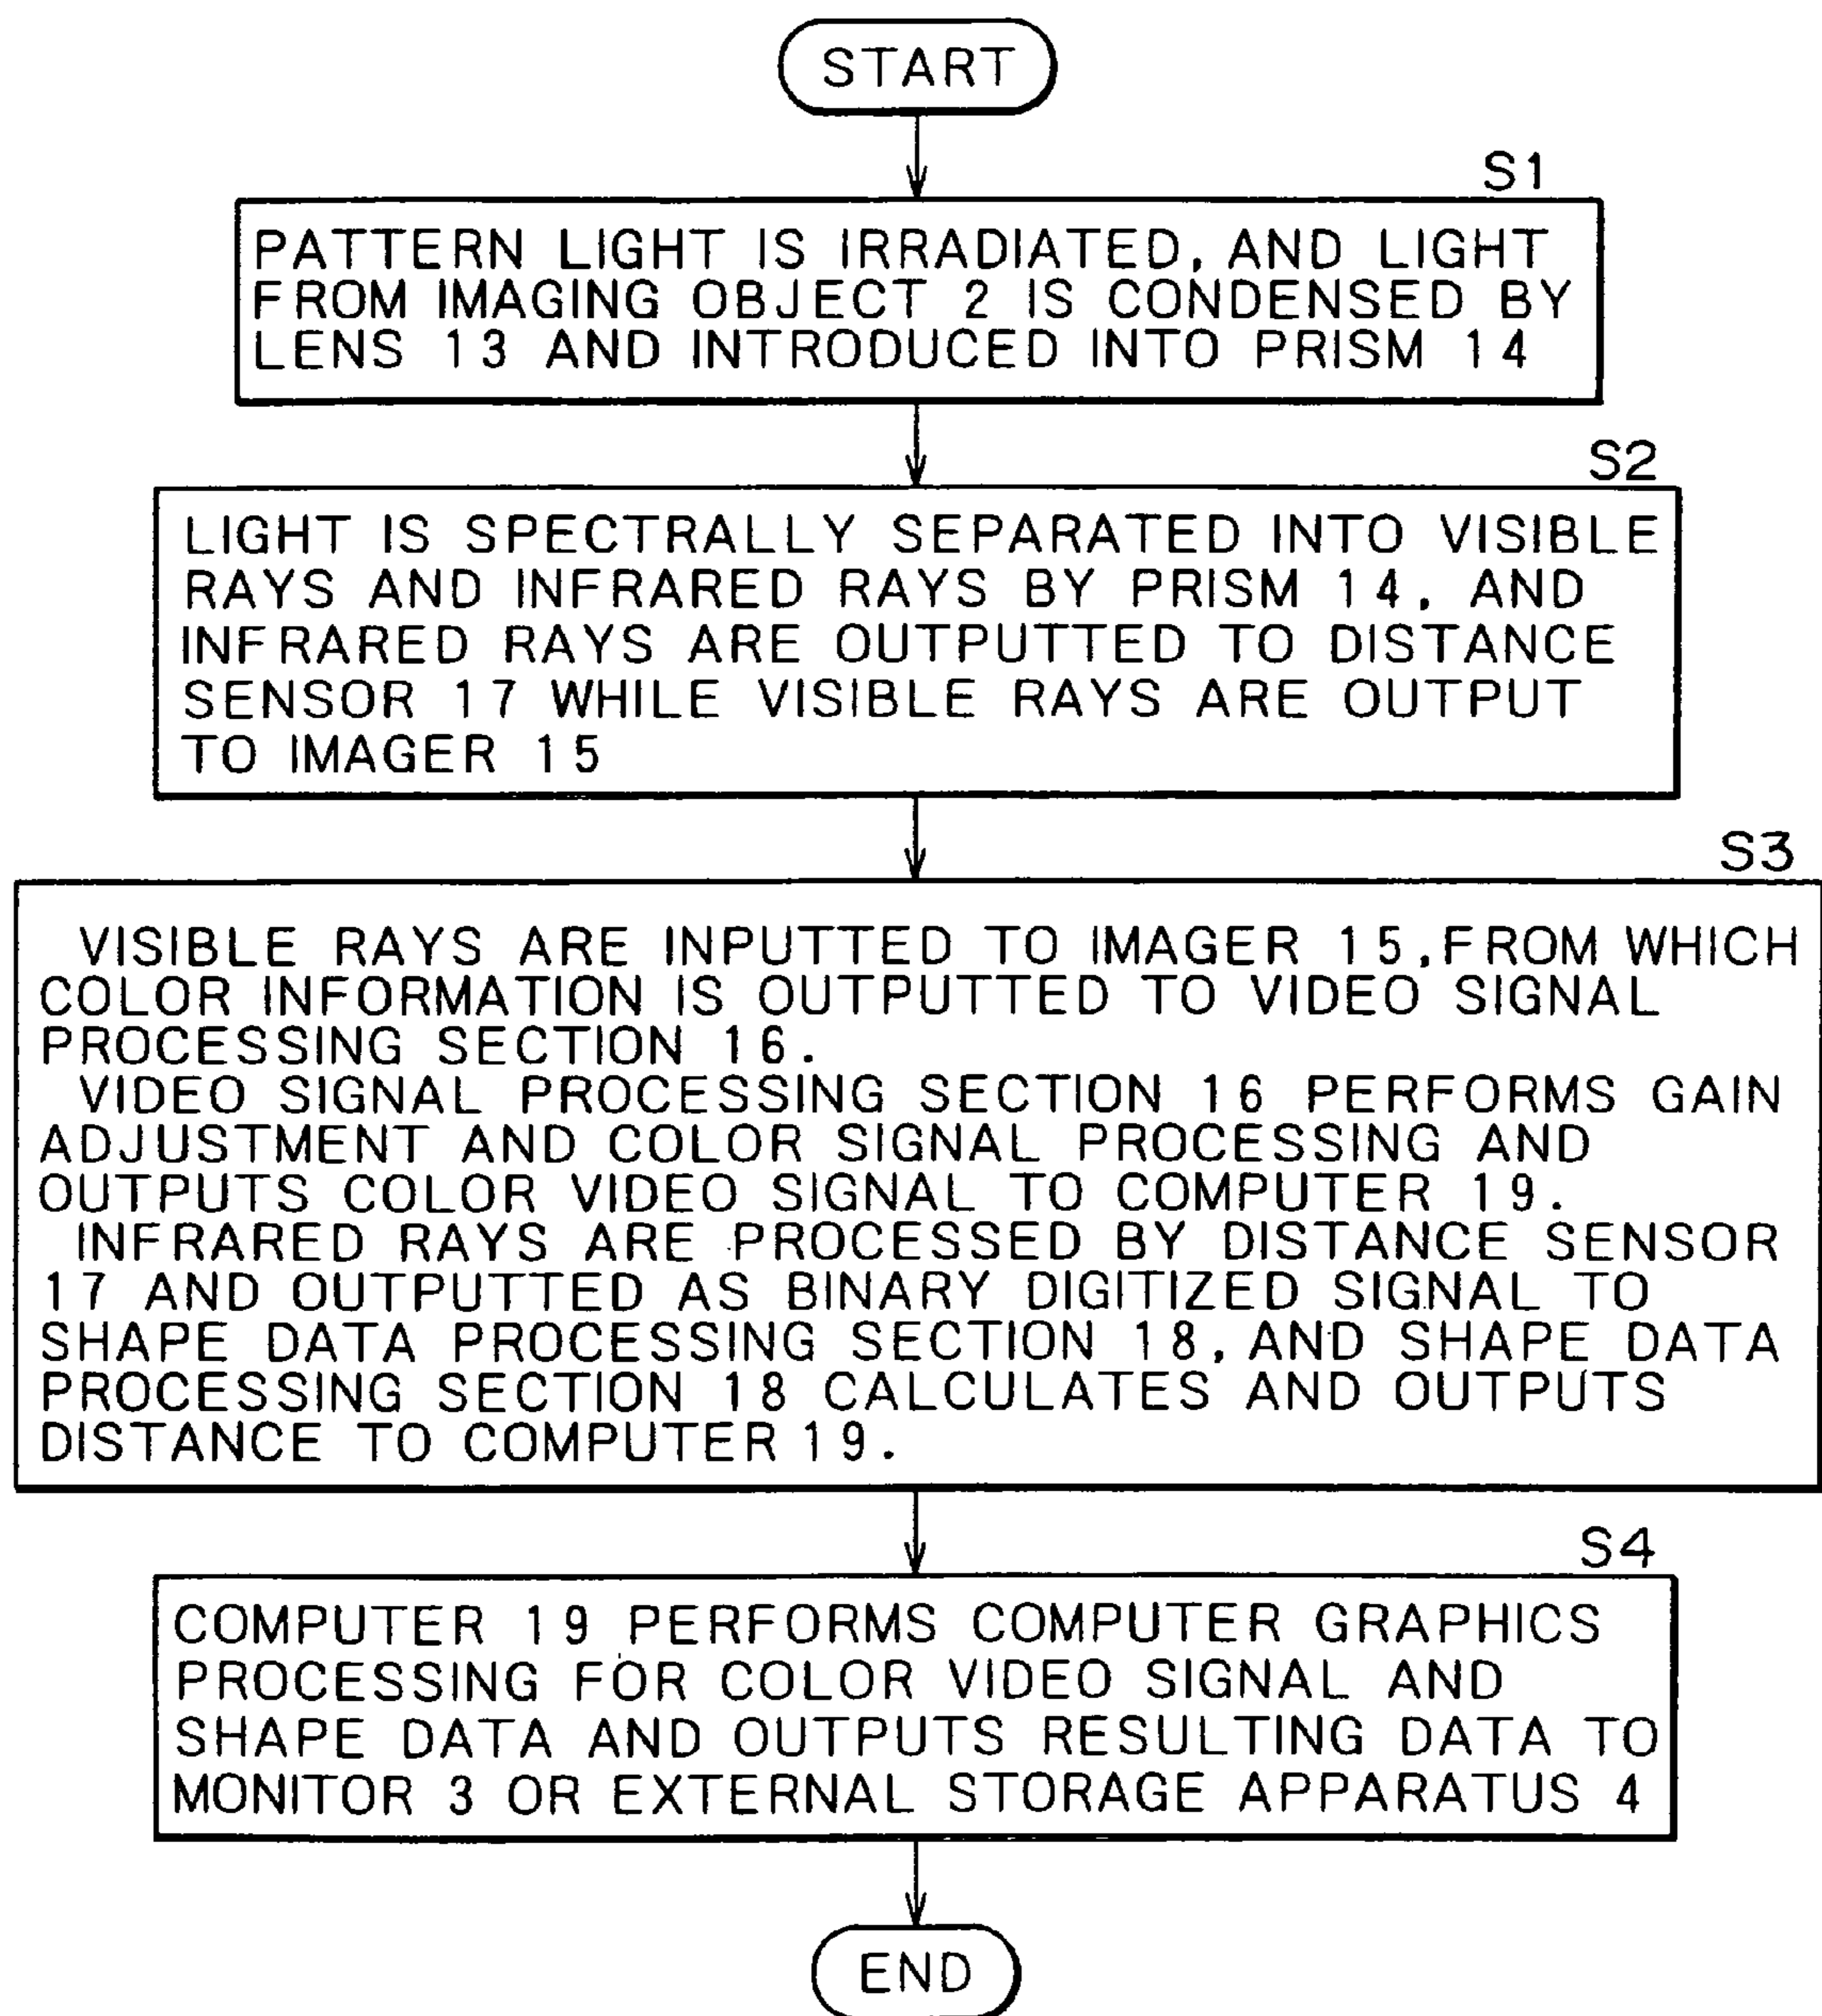 START
S1
PATTERN LIGHT IS IRRADIATED, AND LIGHT
FROM IMAGING OBJECT 2 IS CONDENSED BY
LENS 13 AND INTRODUCED INTO PRISM 14
S2
LIGHT IS SPECTRALLY SEPARATED INTO VISIBLE
RAYS AND INFRARED RAYS BY PRISM 14, AND
INFRARED RAYS ARE OUTPUTTED TO DISTANCE
SENSOR 17 WHILE VISIBLE RAYS ARE OUTPUT
TO IMAGER 15
S3
VISIBLE RAYS ARE INPUTTED TO IMAGER 15, FROM WHICH
COLOR INFORMATION IS OUTPUTTED TO VIDEO SIGNAL
PROCESSING SECTION 16.
VIDEO SIGNAL PROCESSING SECTION 16 PERFORMS GAIN
ADJUSTMENT AND COLOR SIGNAL PROCESSING AND
OUTPUTS COLOR VIDEO SIGNAL TO COMPUTER 19.
INFRARED RAYS ARE PROCESSED BY DISTANCE SENSOR
17 AND OUTPUTTED AS BINARY DIGITIZED SIGNAL TO
SHAPE DATA PROCESSING SECTION 18, AND SHAPE DATA
PROCESSING SECTION 18 CALCULATES AND OUTPUTS
DISTANCE TO COMPUTER 19.
S4
COMPUTER 19 PERFORMS COMPUTER GRAPHICS
PROCESSING FOR COLOR VIDEO SIGNAL AND
SHAPE DATA AND OUTPUTS RESULTING DATA TO
MONITOR 3 OR EXTERNAL STORAGE APPARATUS 4
END